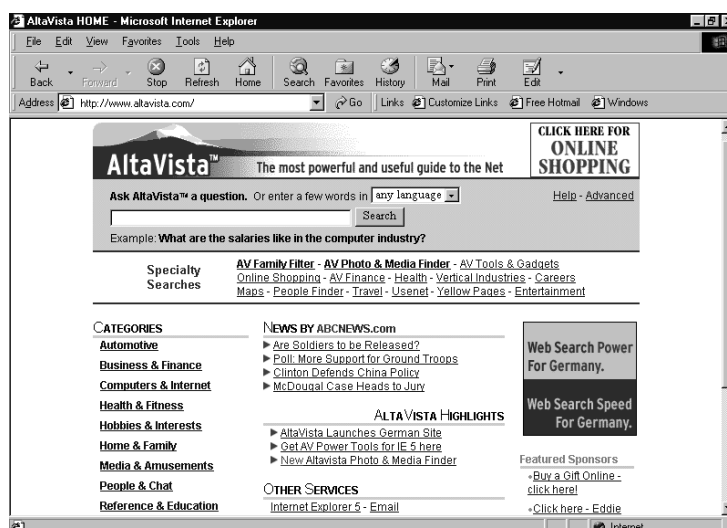 AltaVista HOME - Microsoft Internet Explorer
File Edit View Favorites Tools Help
Back Forward Stop Refresh Home Search Favorites History Mail Print Edit
Address http://www.altavista.com/ Go Links Customize Links Free Hotmail Windows
AltaVista™ The most powerful and useful guide to the Net
CLICK HERE FOR
ONLINE
SHOPPING
Ask AltaVista™ a question. Or enter a few words in any language Help - Advanced
Search
Example: What are the salaries like in the computer industry?
Specialty
Searches
AV Family Filter - AV Photo & Media Finder - AV Tools & Gadgets
Online Shopping - AV Finance - Health - Vertical Industries - Careers
Maps - People Finder - Travel - Usenet - Yellow Pages - Entertainment
CATEGORIES
Automotive
Business & Finance
Computers & Internet
Health & Fitness
Hobbies & Interests
Home & Family
Media & Amusements
People & Chat
Reference & Education
NEWS BY ABCNEWS.com
Are Soldiers to be Released?
Poll: More Support for Ground Troops
Clinton Defends China Policy
McDougal Case Heads to Jury
ALTAVISTA HIGHLIGHTS
AltaVista Launches German Site
Get AV Power Tools for IE 5 here
New Altavista Photo & Media Finder
OTHER SERVICES
Internet Explorer 5 - Email
Web Search Power
For Germany.
Web Search Speed
For Germany.
Featured Sponsors
Buy a Gift Online -
click here!
Click here - Eddie
Internet